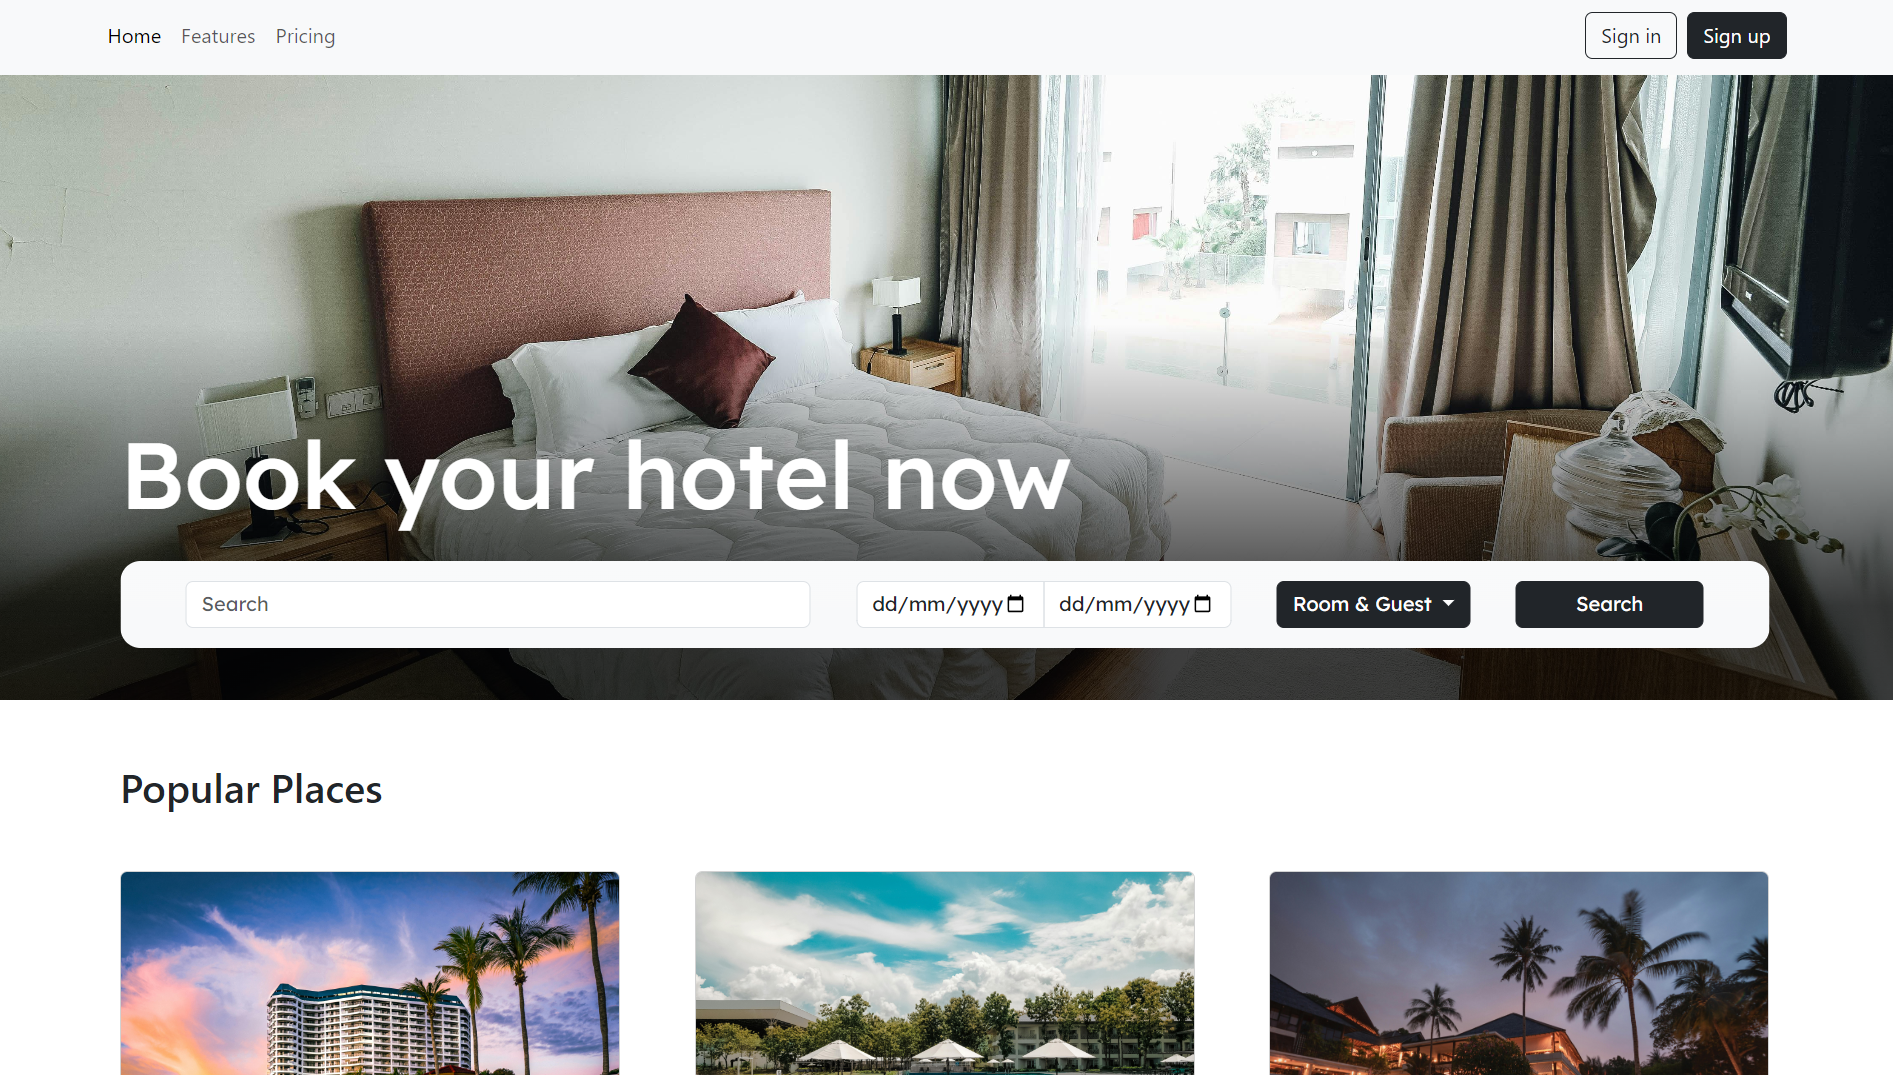 Home Features Pricing Sign in Sign up
Book your hotel now
Search dd/mm/yyyy dd/mm/yyyy Room & Guest Search
Popular Places